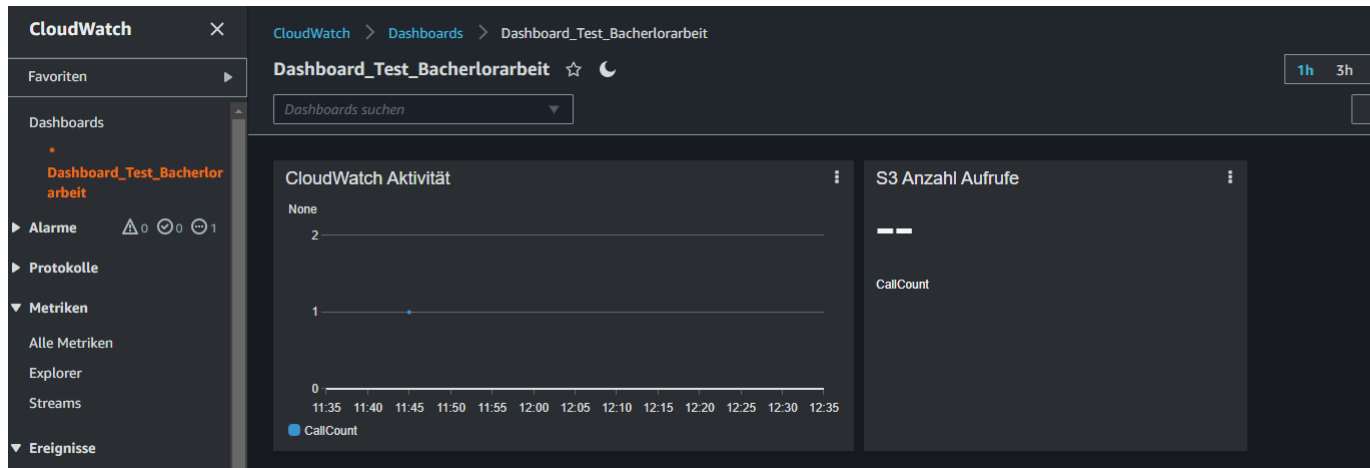 CloudWatch
Favoriten
Dashboards
*
Dashboard_Test_Bacherlor
arbeit
Alarme 0 0 1
Protokolle
Metriken
Alle Metriken
Explorer
Streams
Ereignisse
CloudWatch > Dashboards > Dashboard_Test_Bacherlorarbeit
Dashboard_Test_Bacherlorarbeit
1h 3h
Dashboards suchen
CloudWatch Aktivität
None
2
1
0
11:35 11:40 11:45 11:50 11:55 12:00 12:05 12:10 12:15 12:20 12:25 12:30 12:35
CallCount
S3 Anzahl Aufrufe
--
CallCount